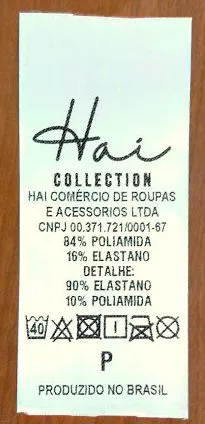 Hai
COLLECTION
HAI COMÉRCIO DE ROUPAS
E ACESSORIOS LTDA
CNPJ 00.371.721/0001-67
84% POLIAMIDA
16% ELASTANO
DETALHE:
90% ELASTANO
10% POLIAMIDA
40
P
PRODUZIDO NO BRASIL